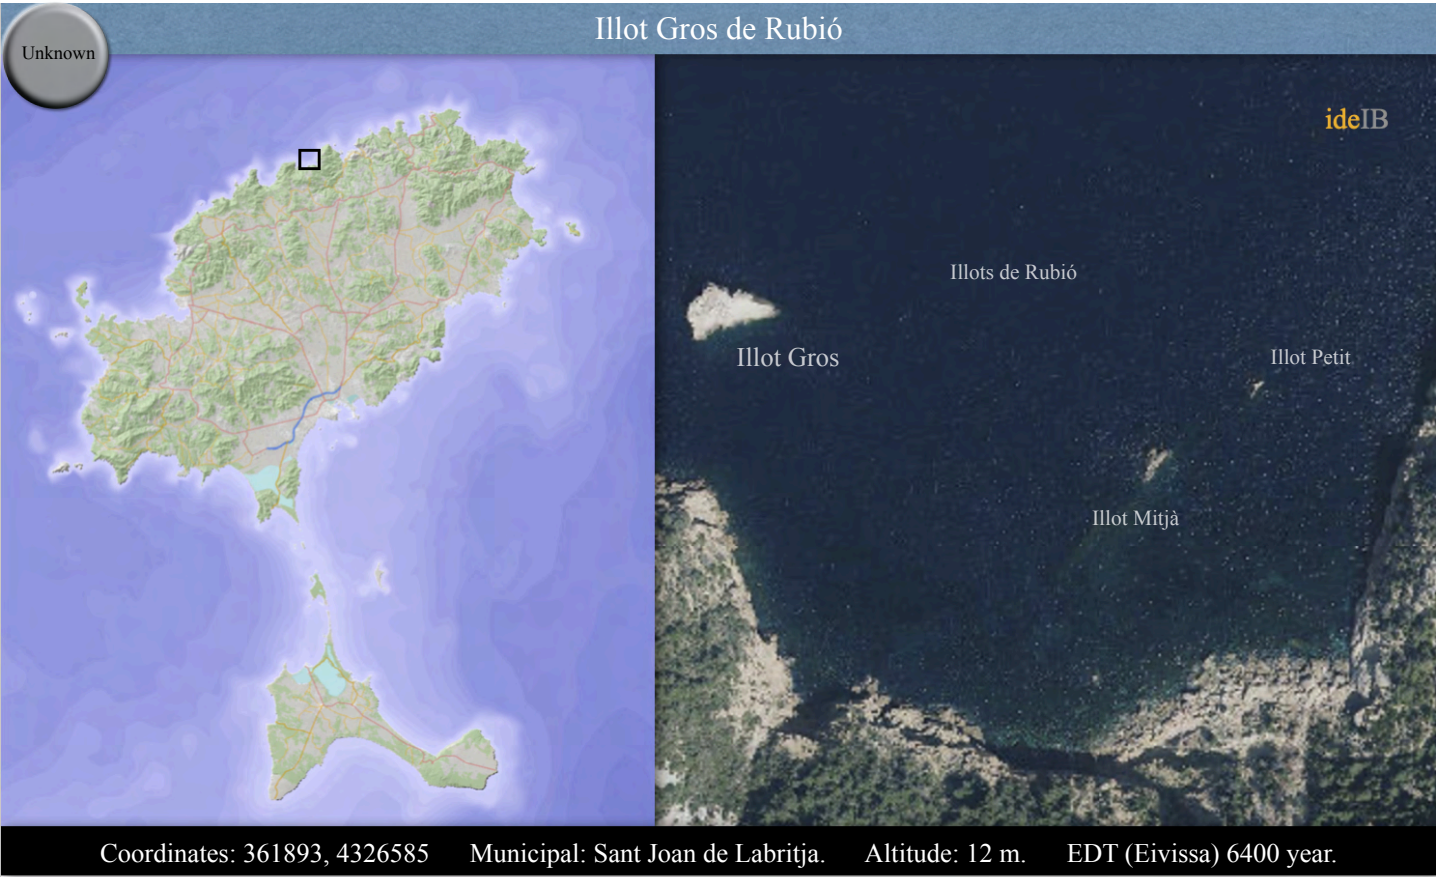 Illot Gros de Rubió
Unknown
ideIB
Illots de Rubió
Illot Gros
Illot Petit
Illot Mitjà
Coordinates: 361893, 4326585 Municipal: Sant Joan de Labritja. Altitude: 12 m. EDT (Eivissa) 6400 year.